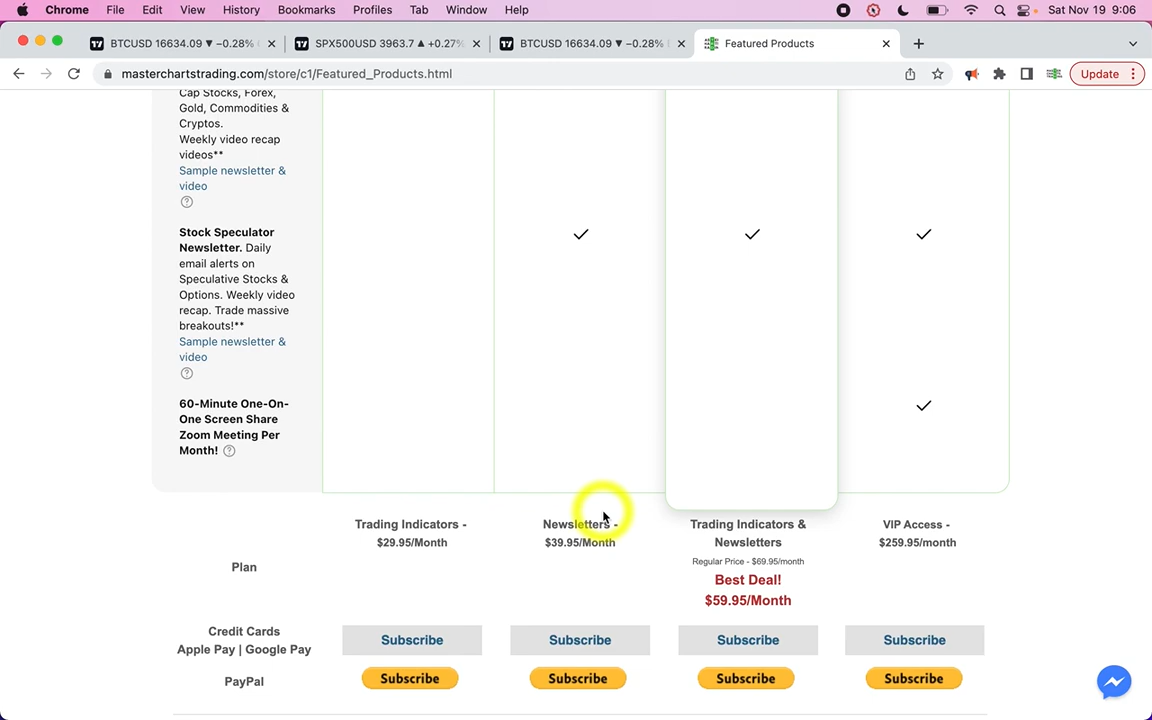 Chrome File Edit View History Bookmarks Profiles Tab Window Help Sat Nov 19 9:06
BTCUSD 16634.09 ▼ −0.28%
SPX500USD 3963.7 ▲ +0.27%
BTCUSD 16634.09 ▼ −0.28%
Featured Products
masterchartstrading.com/store/c1/Featured_Products.html
Update
Cap Stocks, Forex,
Gold, Commodities &
Cryptos.
Weekly video recap
videos**
Sample newsletter &
video
?
Stock Speculator
Newsletter. Daily
email alerts on
Speculative Stocks &
Options. Weekly video
recap. Trade massive
breakouts!**
Sample newsletter &
video
?
60-Minute One-On-
One Screen Share
Zoom Meeting Per
Month! ?
Plan
Trading Indicators -
$29.95/Month
Newsletters -
$39.95/Month
Trading Indicators &
Newsletters
Regular Price - $69.95/month
Best Deal!
$59.95/Month
VIP Access -
$259.95/month
Credit Cards
Apple Pay | Google Pay
Subscribe Subscribe Subscribe Subscribe
PayPal
Subscribe Subscribe Subscribe Subscribe